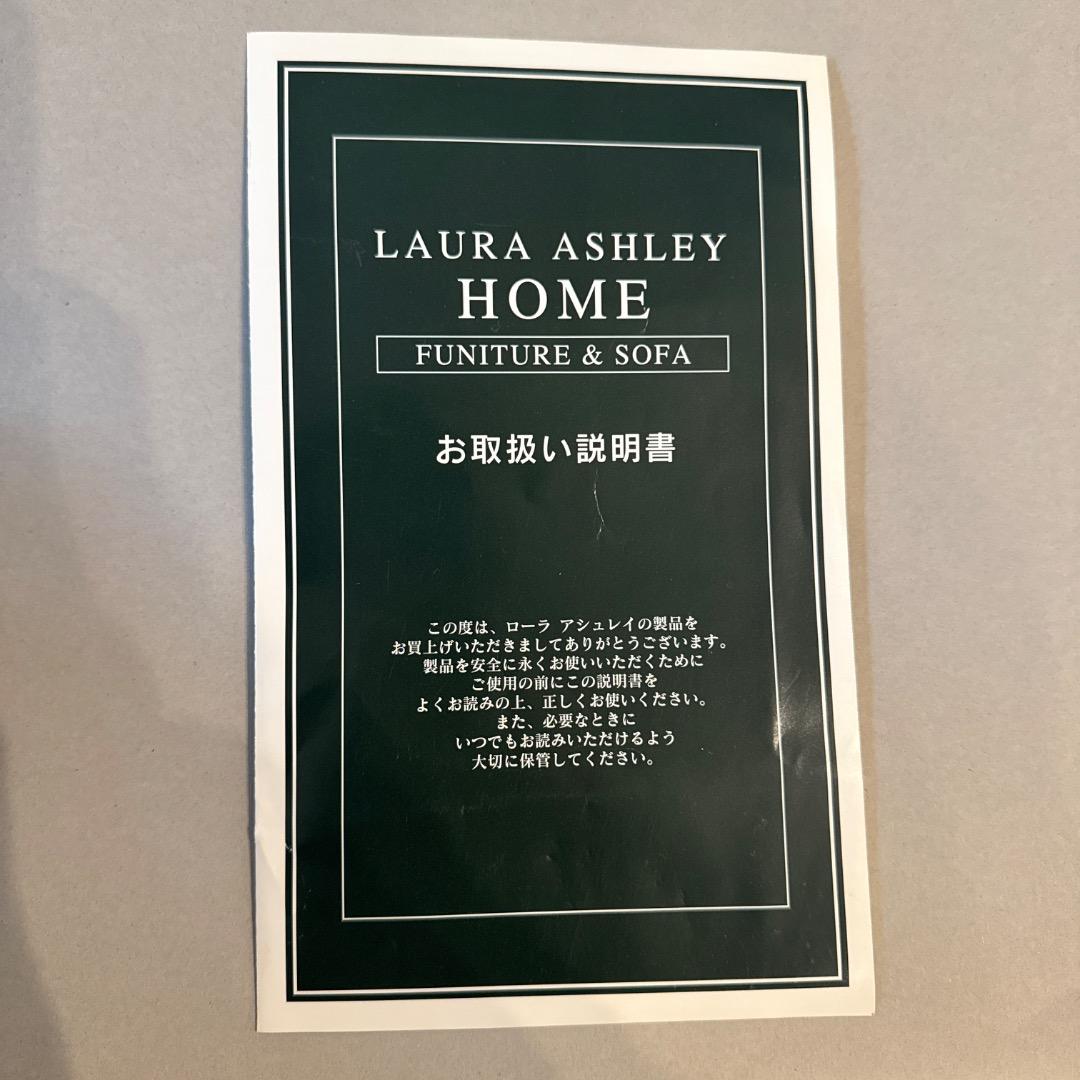 LAURA ASHLEY
HOME
FUNITURE & SOFA
お取扱い説明書
この度は、ローラ アシュレイの製品を
お買上げいただきましてありがとうございます。
製品を安全に永くお使いいただくために
ご使用の前にこの説明書を
よくお読みの上、正しくお使いください。
また、必要なときに
いつでもお読みいただけるよう
大切に保管してください。